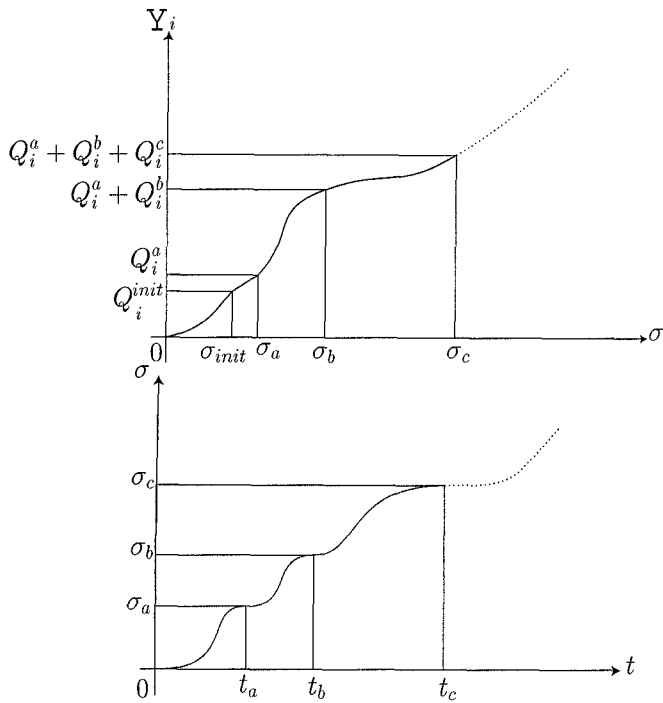 Y_i
Q_i^a + Q_i^b + Q_i^c
Q_i^a + Q_i^b
Q_i^a
Q_i^{init}
0 σ_{init} σ_a σ_b σ_c σ
σ
σ_c
σ_b
σ_a
0 t_a t_b t_c t